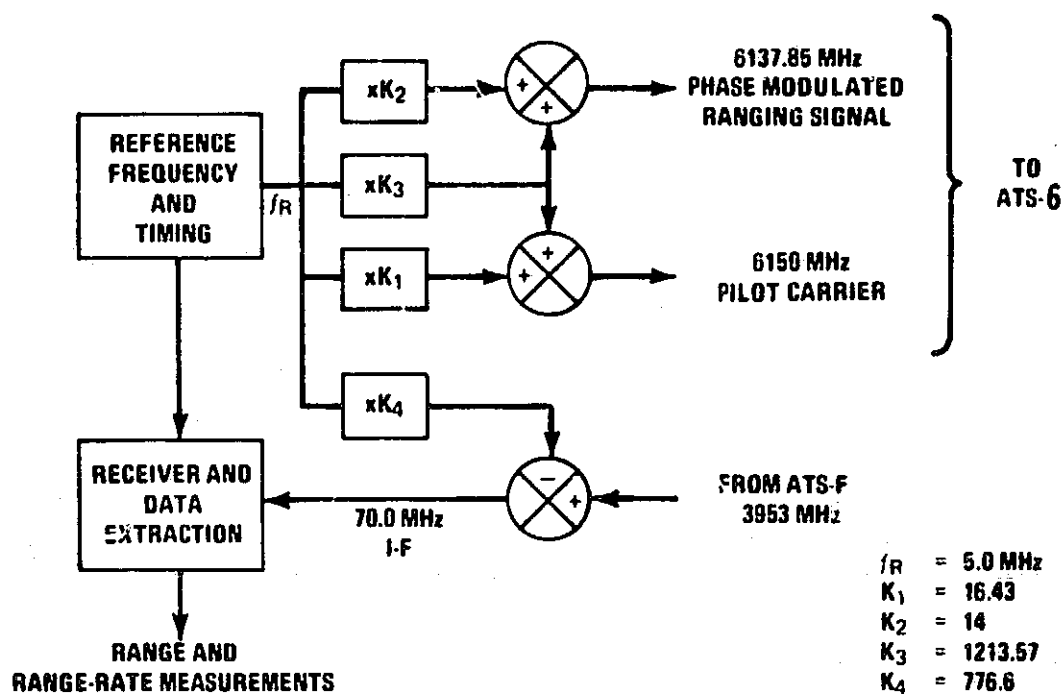 REFERENCE
FREQUENCY
AND
TIMING
fR
xK2
xK3
xK1
xK4
+
+
+
+
6137.85 MHz
PHASE MODULATED
RANGING SIGNAL
6150 MHz
PILOT CARRIER
TO
ATS-6
RECEIVER AND
DATA
EXTRACTION
70.0 MHz
I-F
−
+
FROM ATS-F
3953 MHz
RANGE AND
RANGE-RATE MEASUREMENTS
fR = 5.0 MHz
K1 = 16.43
K2 = 14
K3 = 1213.57
K4 = 776.6